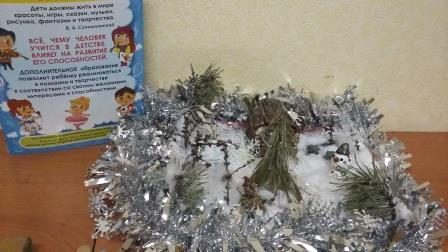 Дети должны жить в мире
красоты, игры, сказки, музыки,
рисунка, фантазии и творчества.
В. А. Сухомлинский
ВСЁ, ЧЕМУ ЧЕЛОВЕК
УЧИТСЯ В ДЕТСТВЕ,
ВЛИЯЕТ НА РАЗВИТИЕ
ЕГО СПОСОБНОСТЕЙ.
ДОПОЛНИТЕЛЬНОЕ образование
позволяет ребёнку реализоваться
в познании и творчестве
в соответствии со своими желаниями,
интересами и способностями